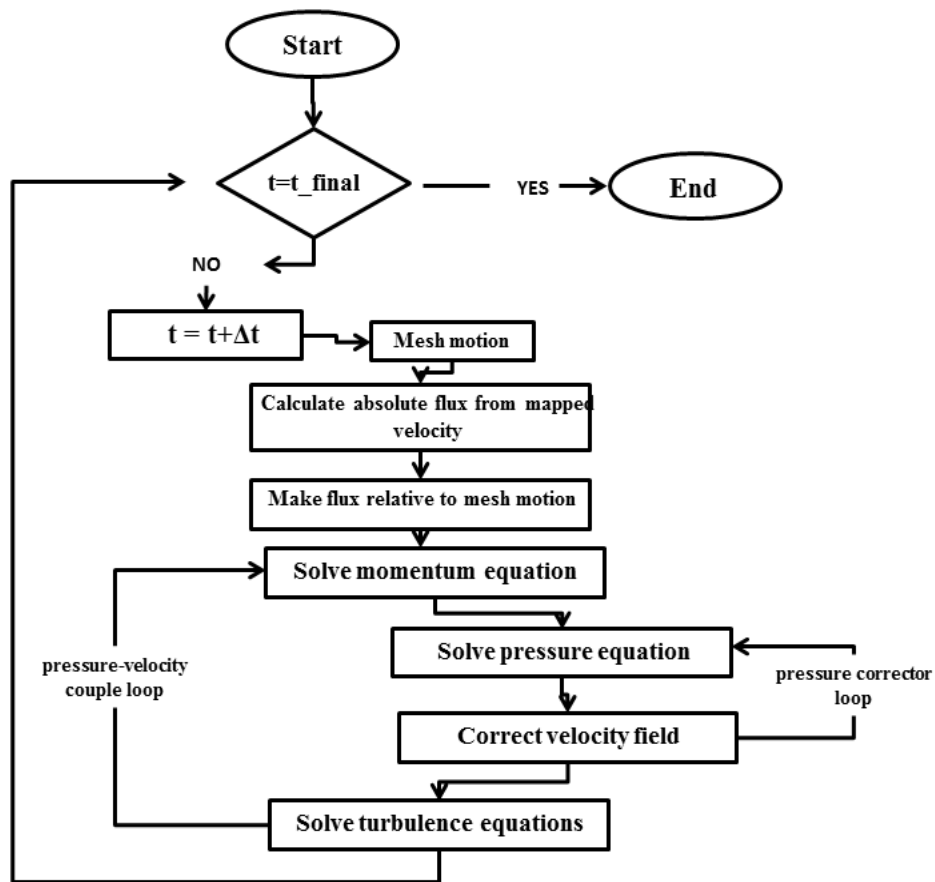 Start
t=t_final
YES
End
NO
t = t+Δt
Mesh motion
Calculate absolute flux from mapped
velocity
Make flux relative to mesh motion
Solve momentum equation
Solve pressure equation
pressure-velocity
couple loop
pressure corrector
loop
Correct velocity field
Solve turbulence equations